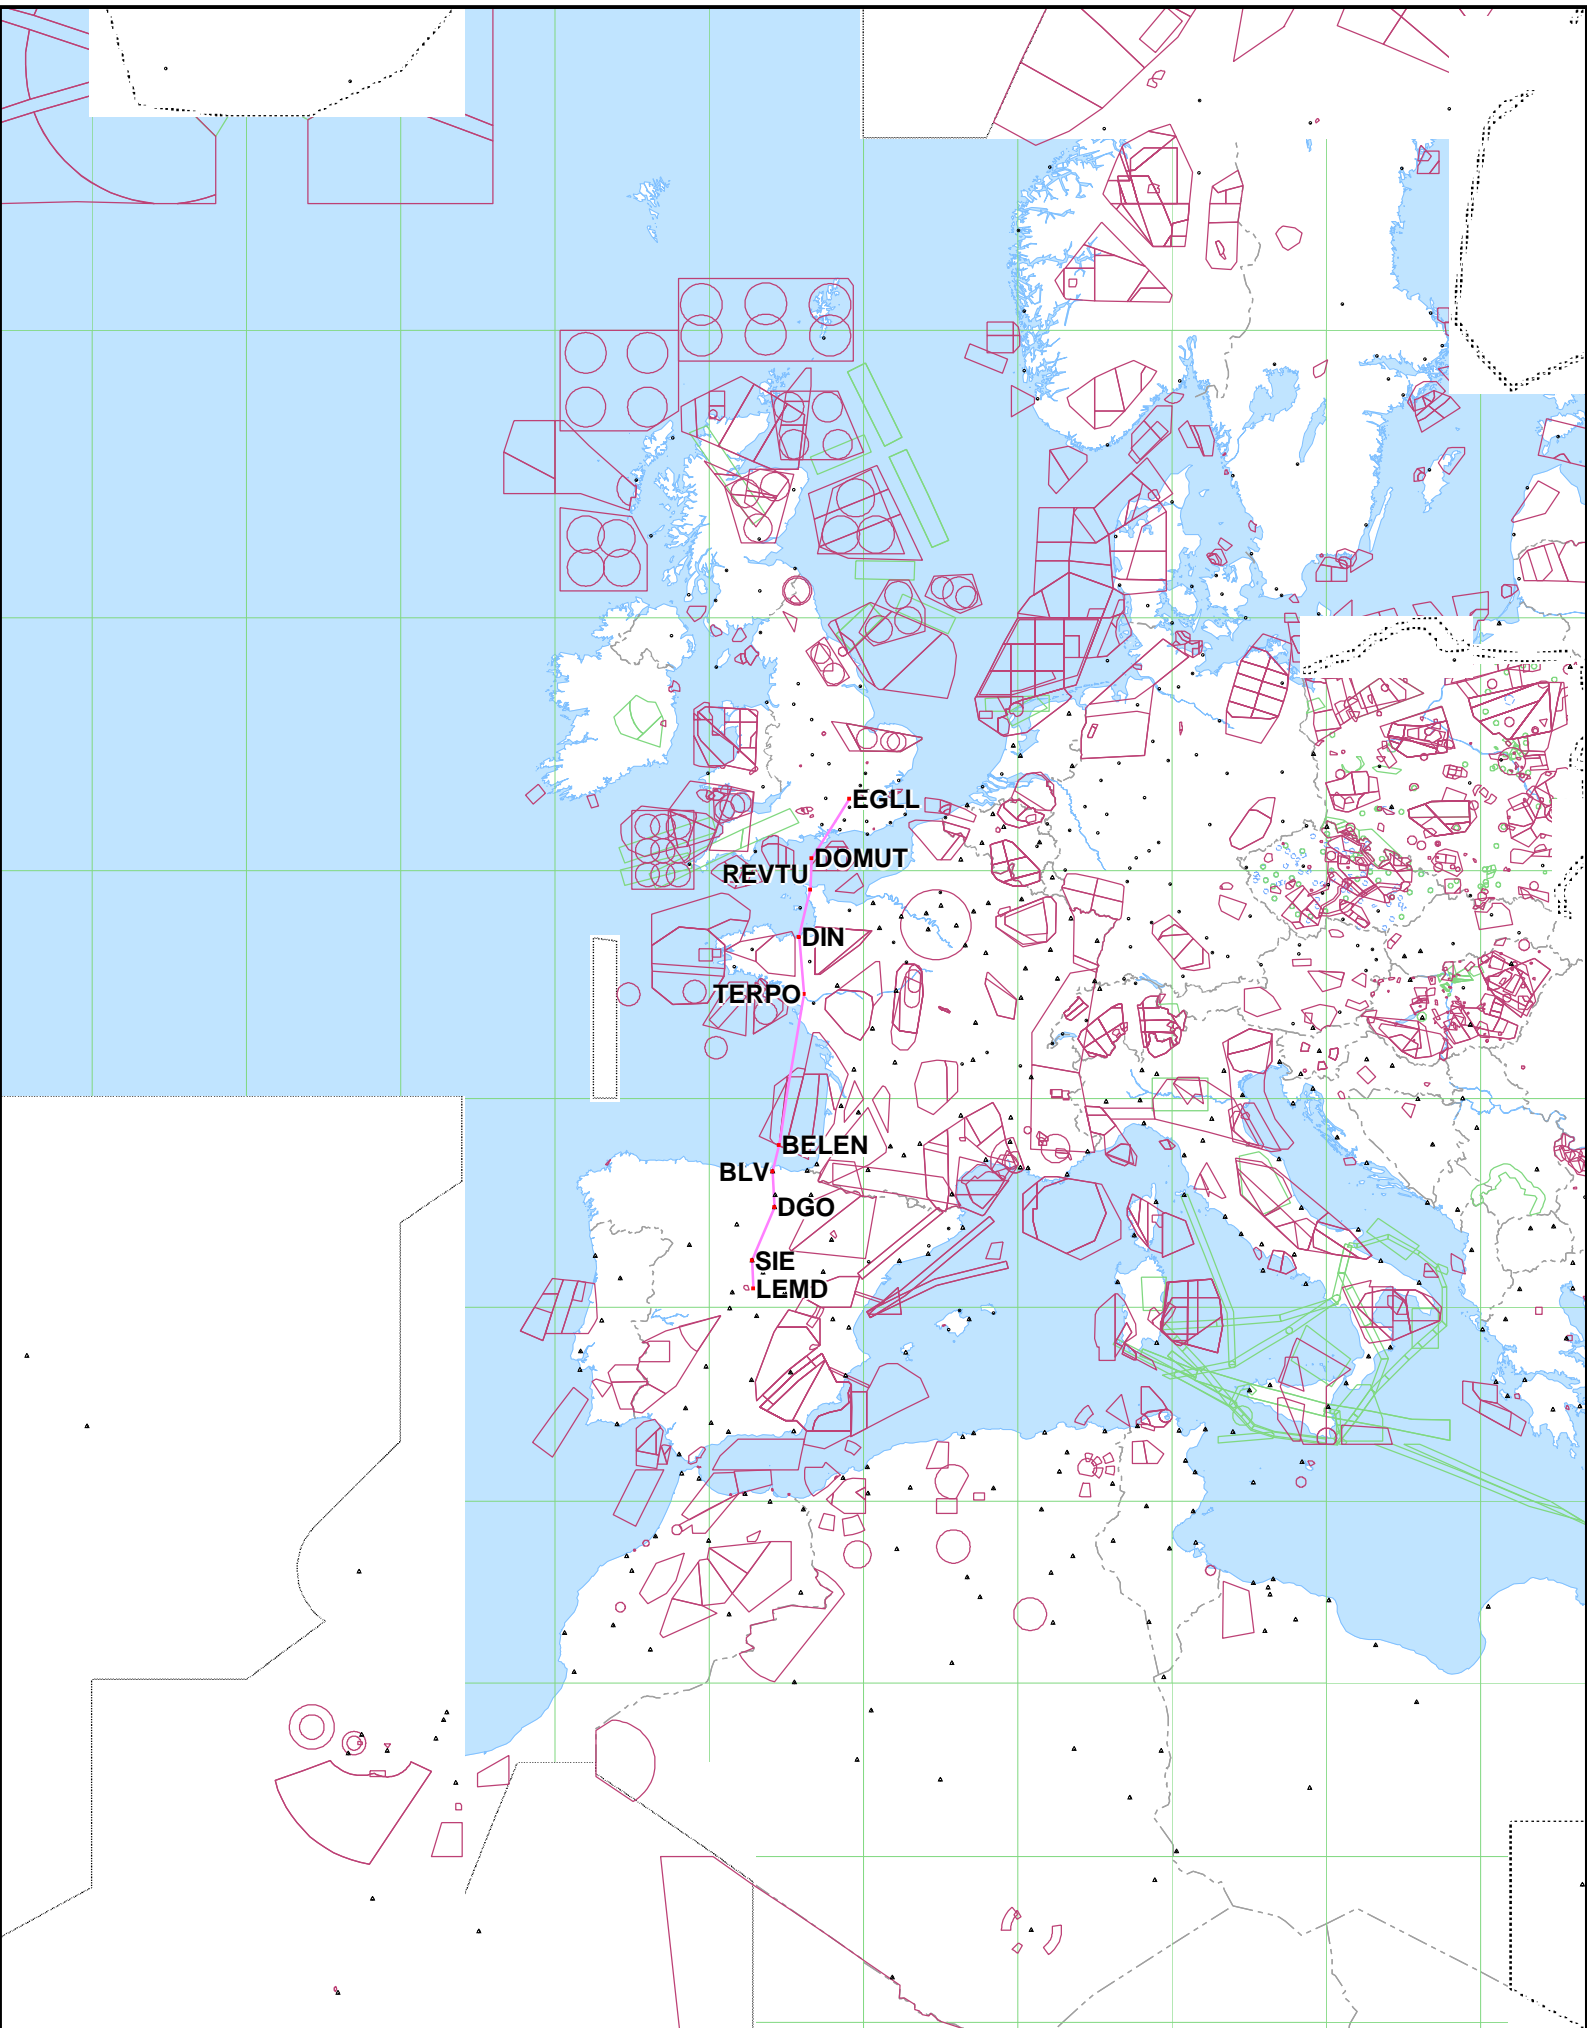 EGLL
DOMUT
REVTU
DIN
TERPO
BELEN
BLV
DGO
SIE
LEMD